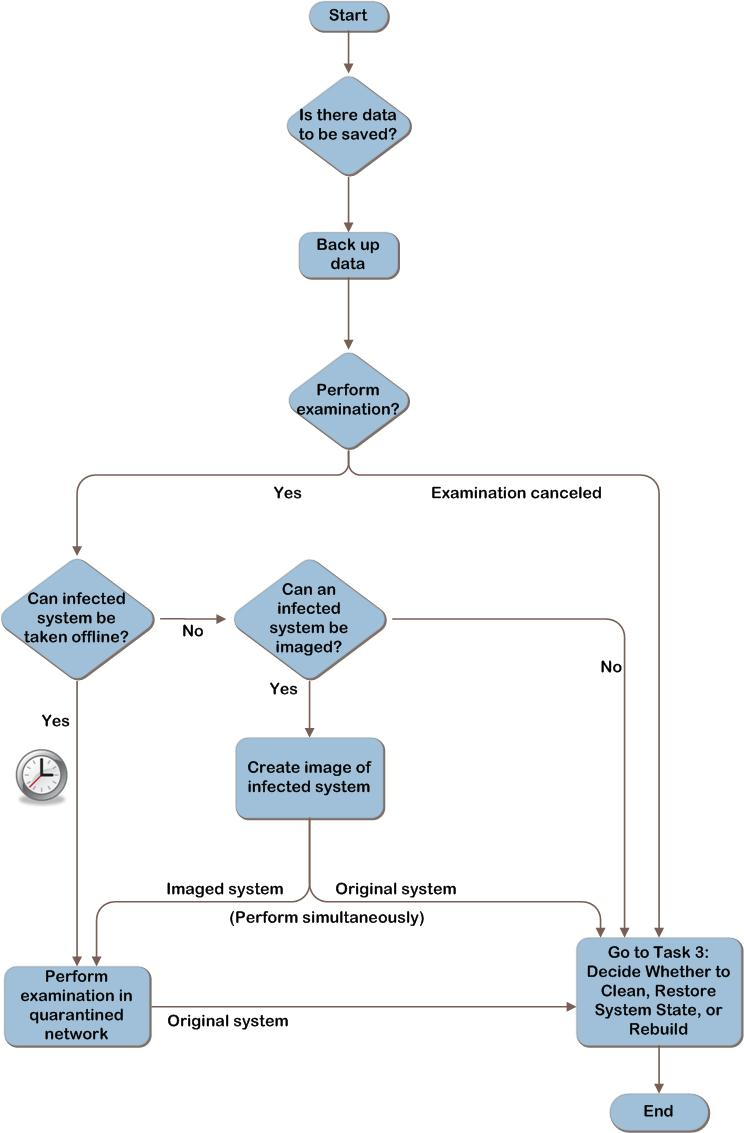 Start
Is there data
to be saved?
Back up
data
Perform
examination?
Yes
Examination canceled
Can infected
system be
taken offline?
No
Can an
infected
system be
imaged?
No
Yes
Yes
Create image of
infected system
Imaged system
Original system
(Perform simultaneously)
Perform
examination in
quarantined
network
Original system
Go to Task 3:
Decide Whether to
Clean, Restore
System State, or
Rebuild
End